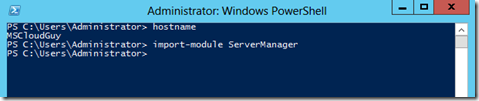 Administrator: Windows PowerShell
PS C:\Users\Administrator> hostname
MSCloudGuy
PS C:\Users\Administrator> import-module ServerManager
PS C:\Users\Administrator>